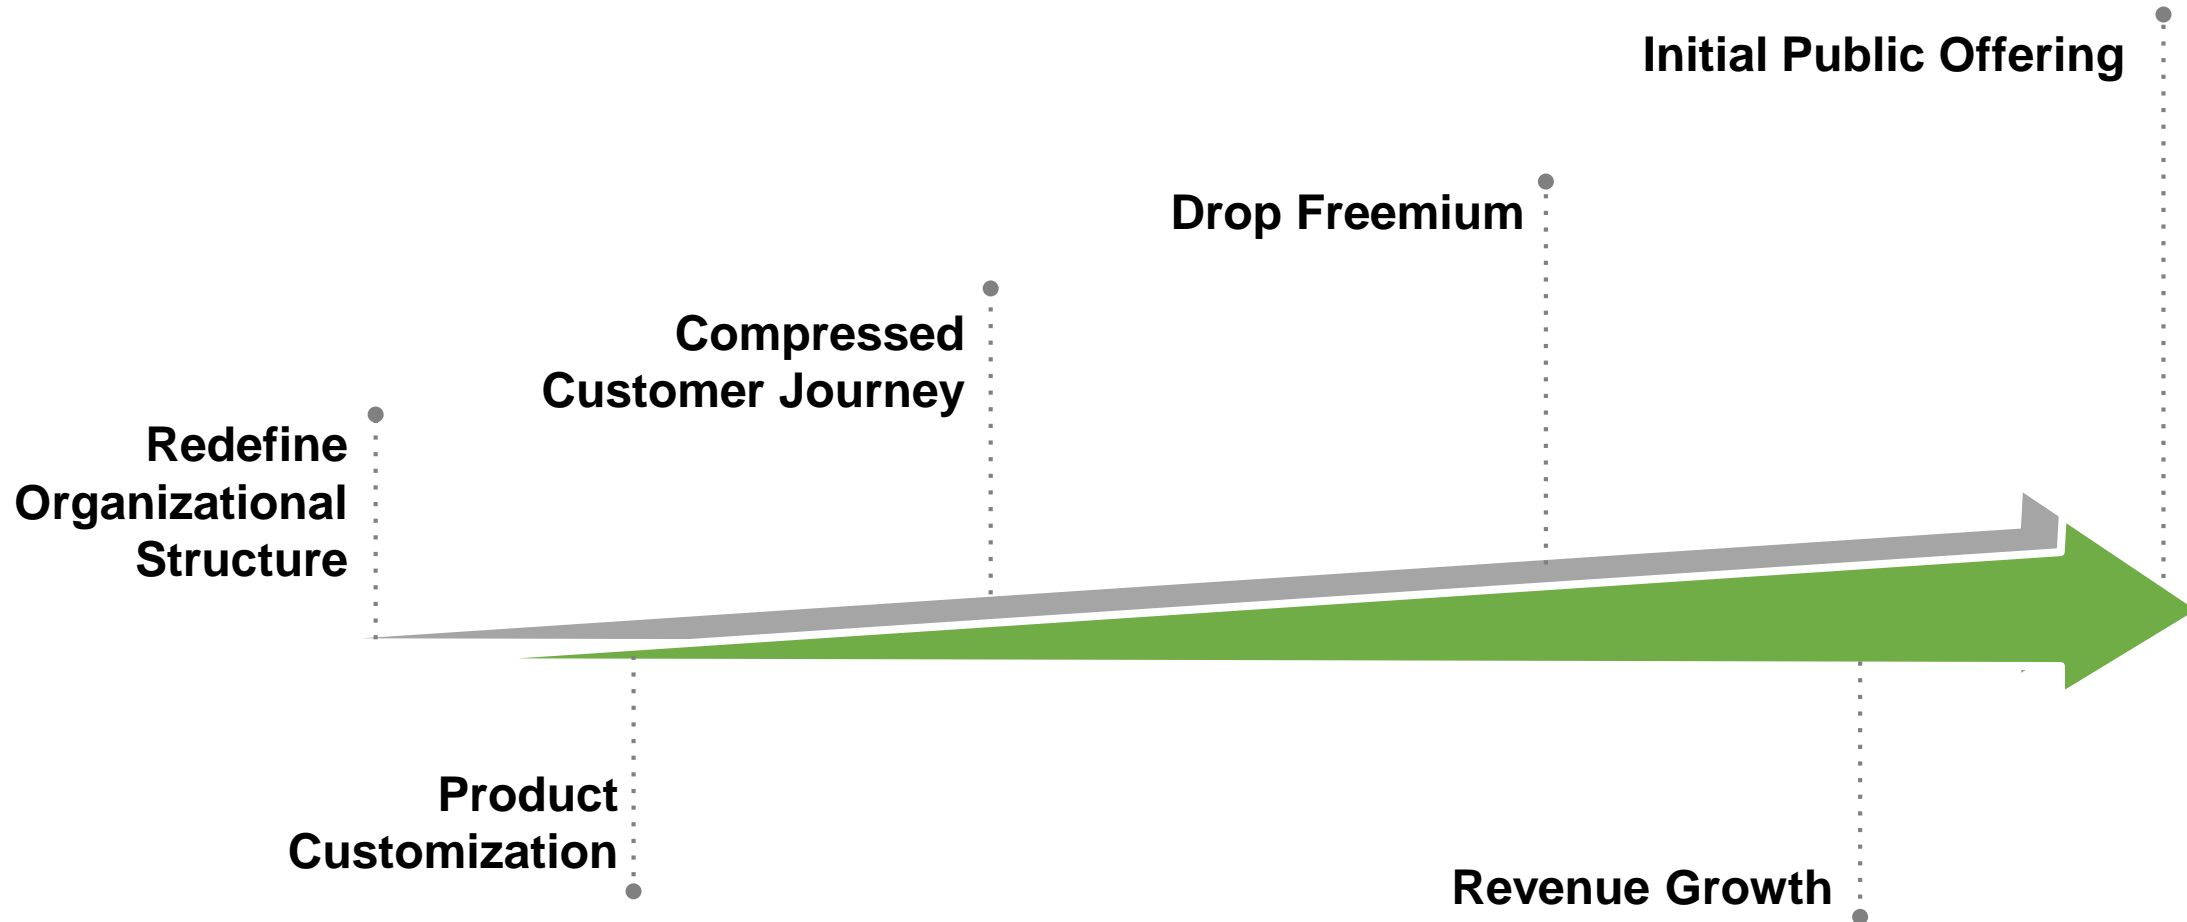 Initial Public Offering
Drop Freemium
Compressed
Customer Journey
Redefine
Organizational
Structure
Product
Customization
Revenue Growth